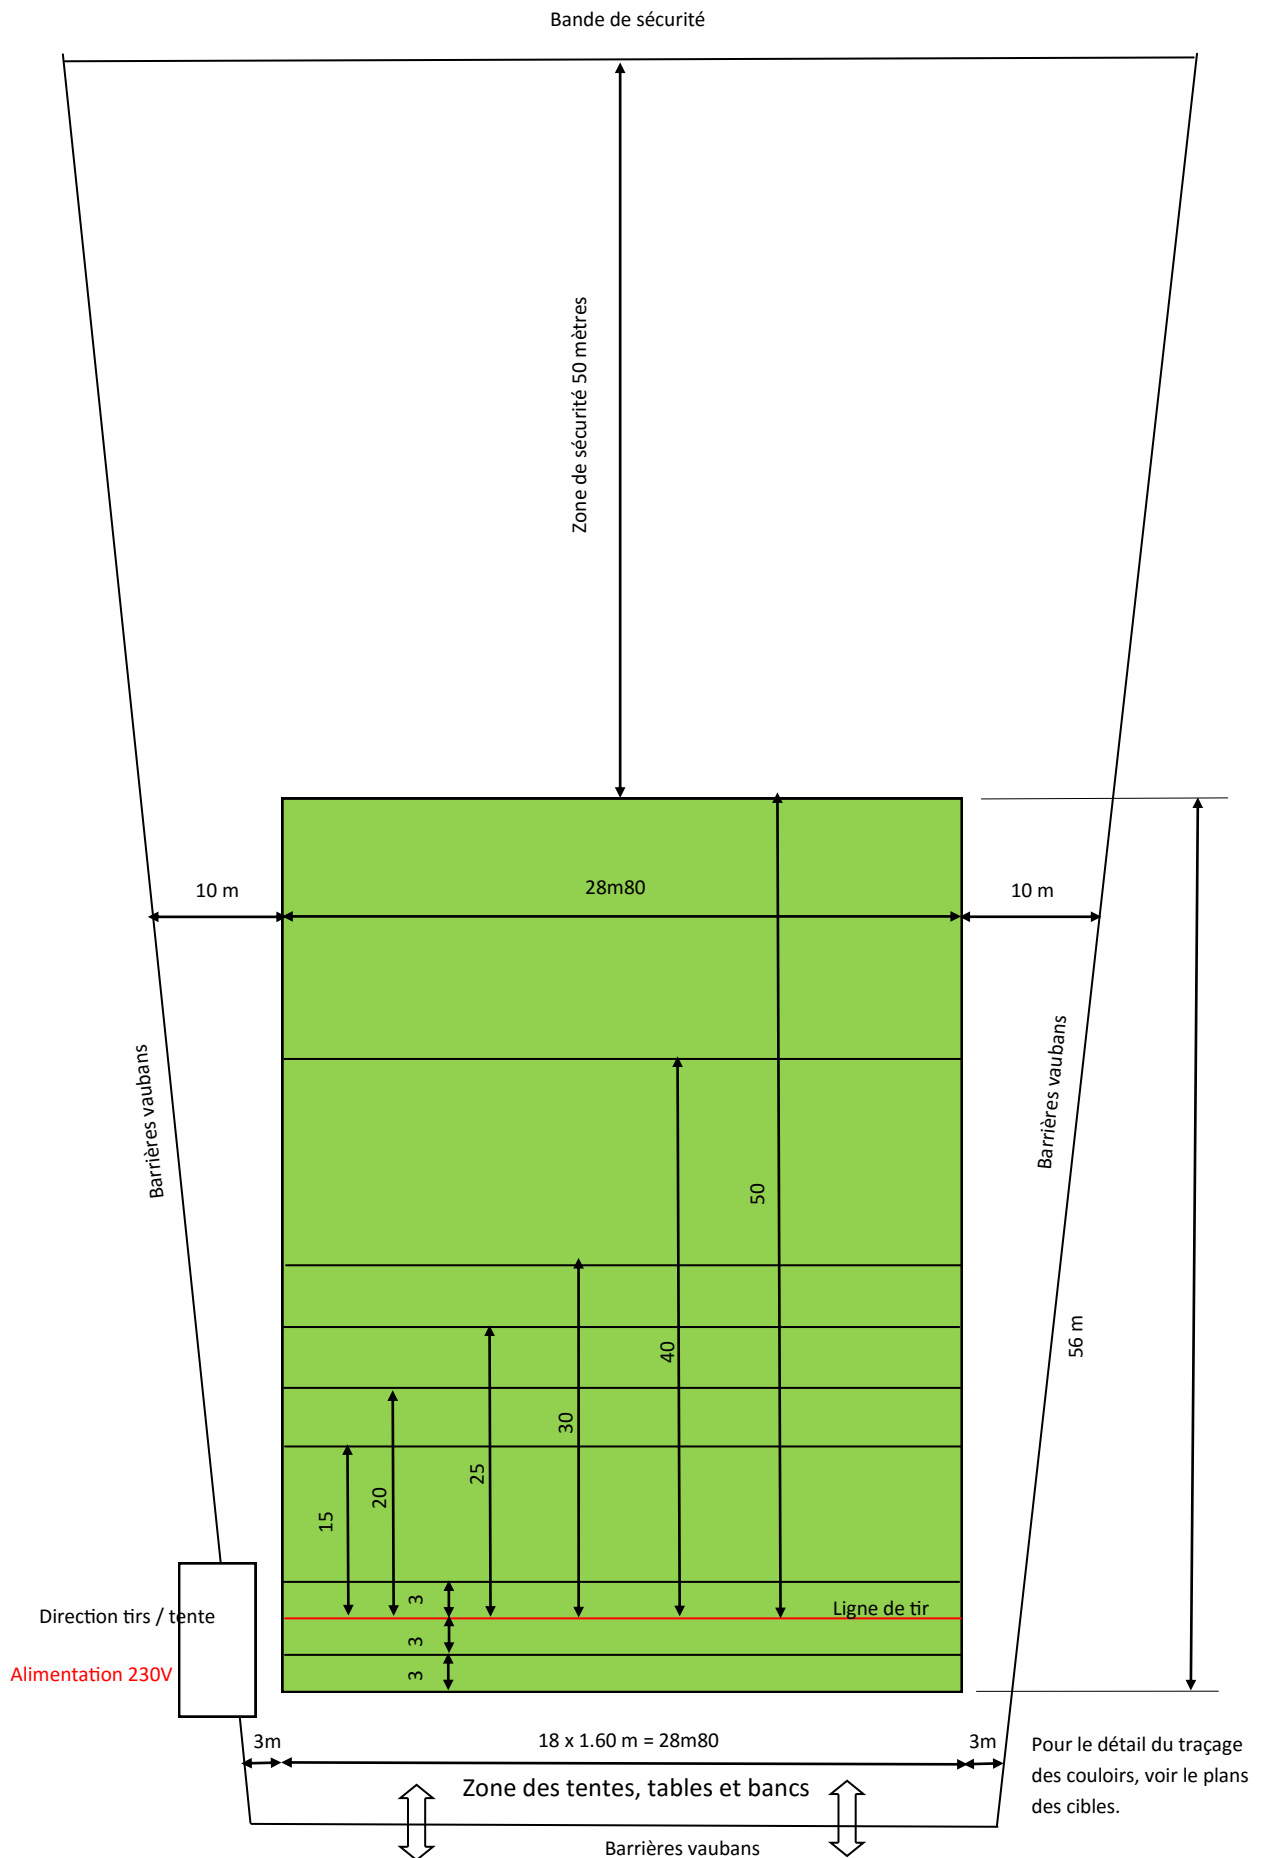 Bande de sécurité
Zone de sécurité 50 mètres
10 m
28m80
10 m
Barrières vaubans
Barrières vaubans
50
56 m
40
30
25
20
15
3
Ligne de tir
Direction tirs / tente
3
Alimentation 230V
3
3m
18 x 1.60 m = 28m80
3m
Pour le détail du traçage
des couloirs, voir le plans
des cibles.
Zone des tentes, tables et bancs
Barrières vaubans